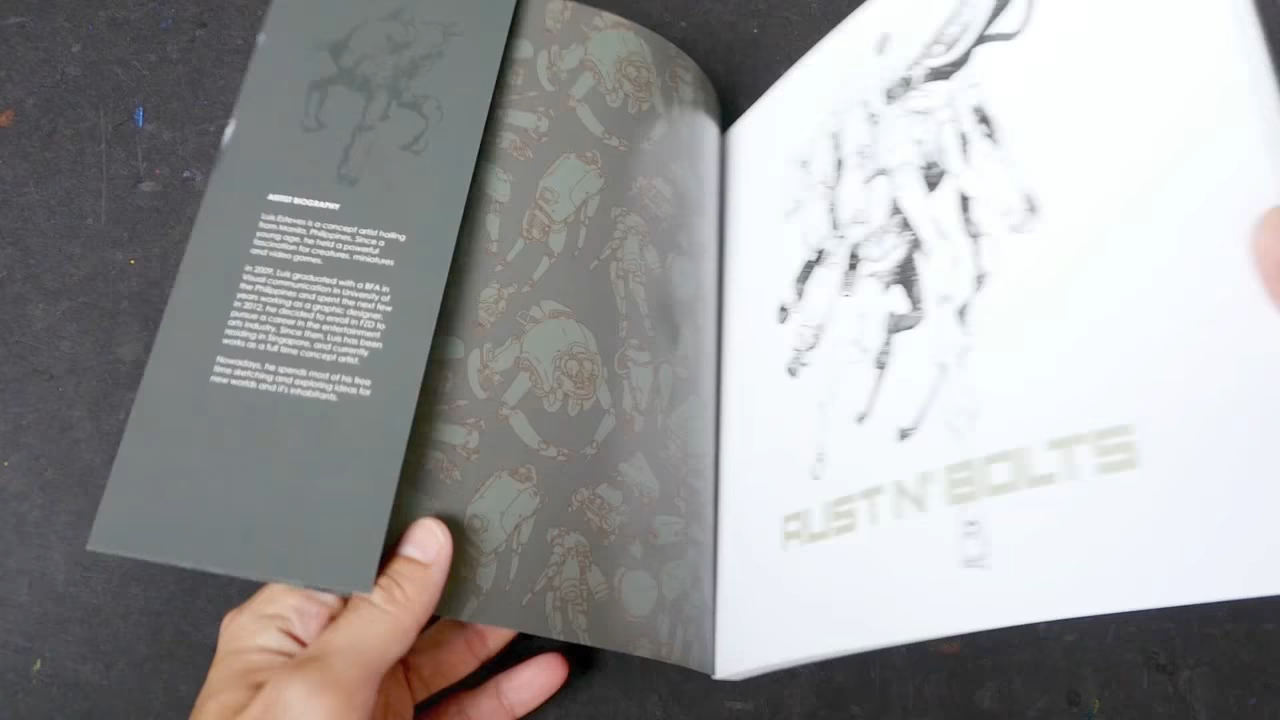 ARTIST BIOGRAPHY
Luis Esteves is a concept artist hailing
from Manila, Philippines. Since a
young age, he held a powerful
fascination for creatures, miniatures
and video games.
In 2009, Luis graduated with a BFA in
Visual communication in University of
the Philippines and spent the next few
years working as a graphic designer.
In 2012, he decided to enroll in FZD to
pursue a career in the entertainment
arts industry. Since then, Luis has been
residing in Singapore, and currently
works as a full time concept artist.
Nowadays, he spends most of his free
time sketching and exploring ideas for
new worlds and it's inhabitants.
RUST N' BOLTS